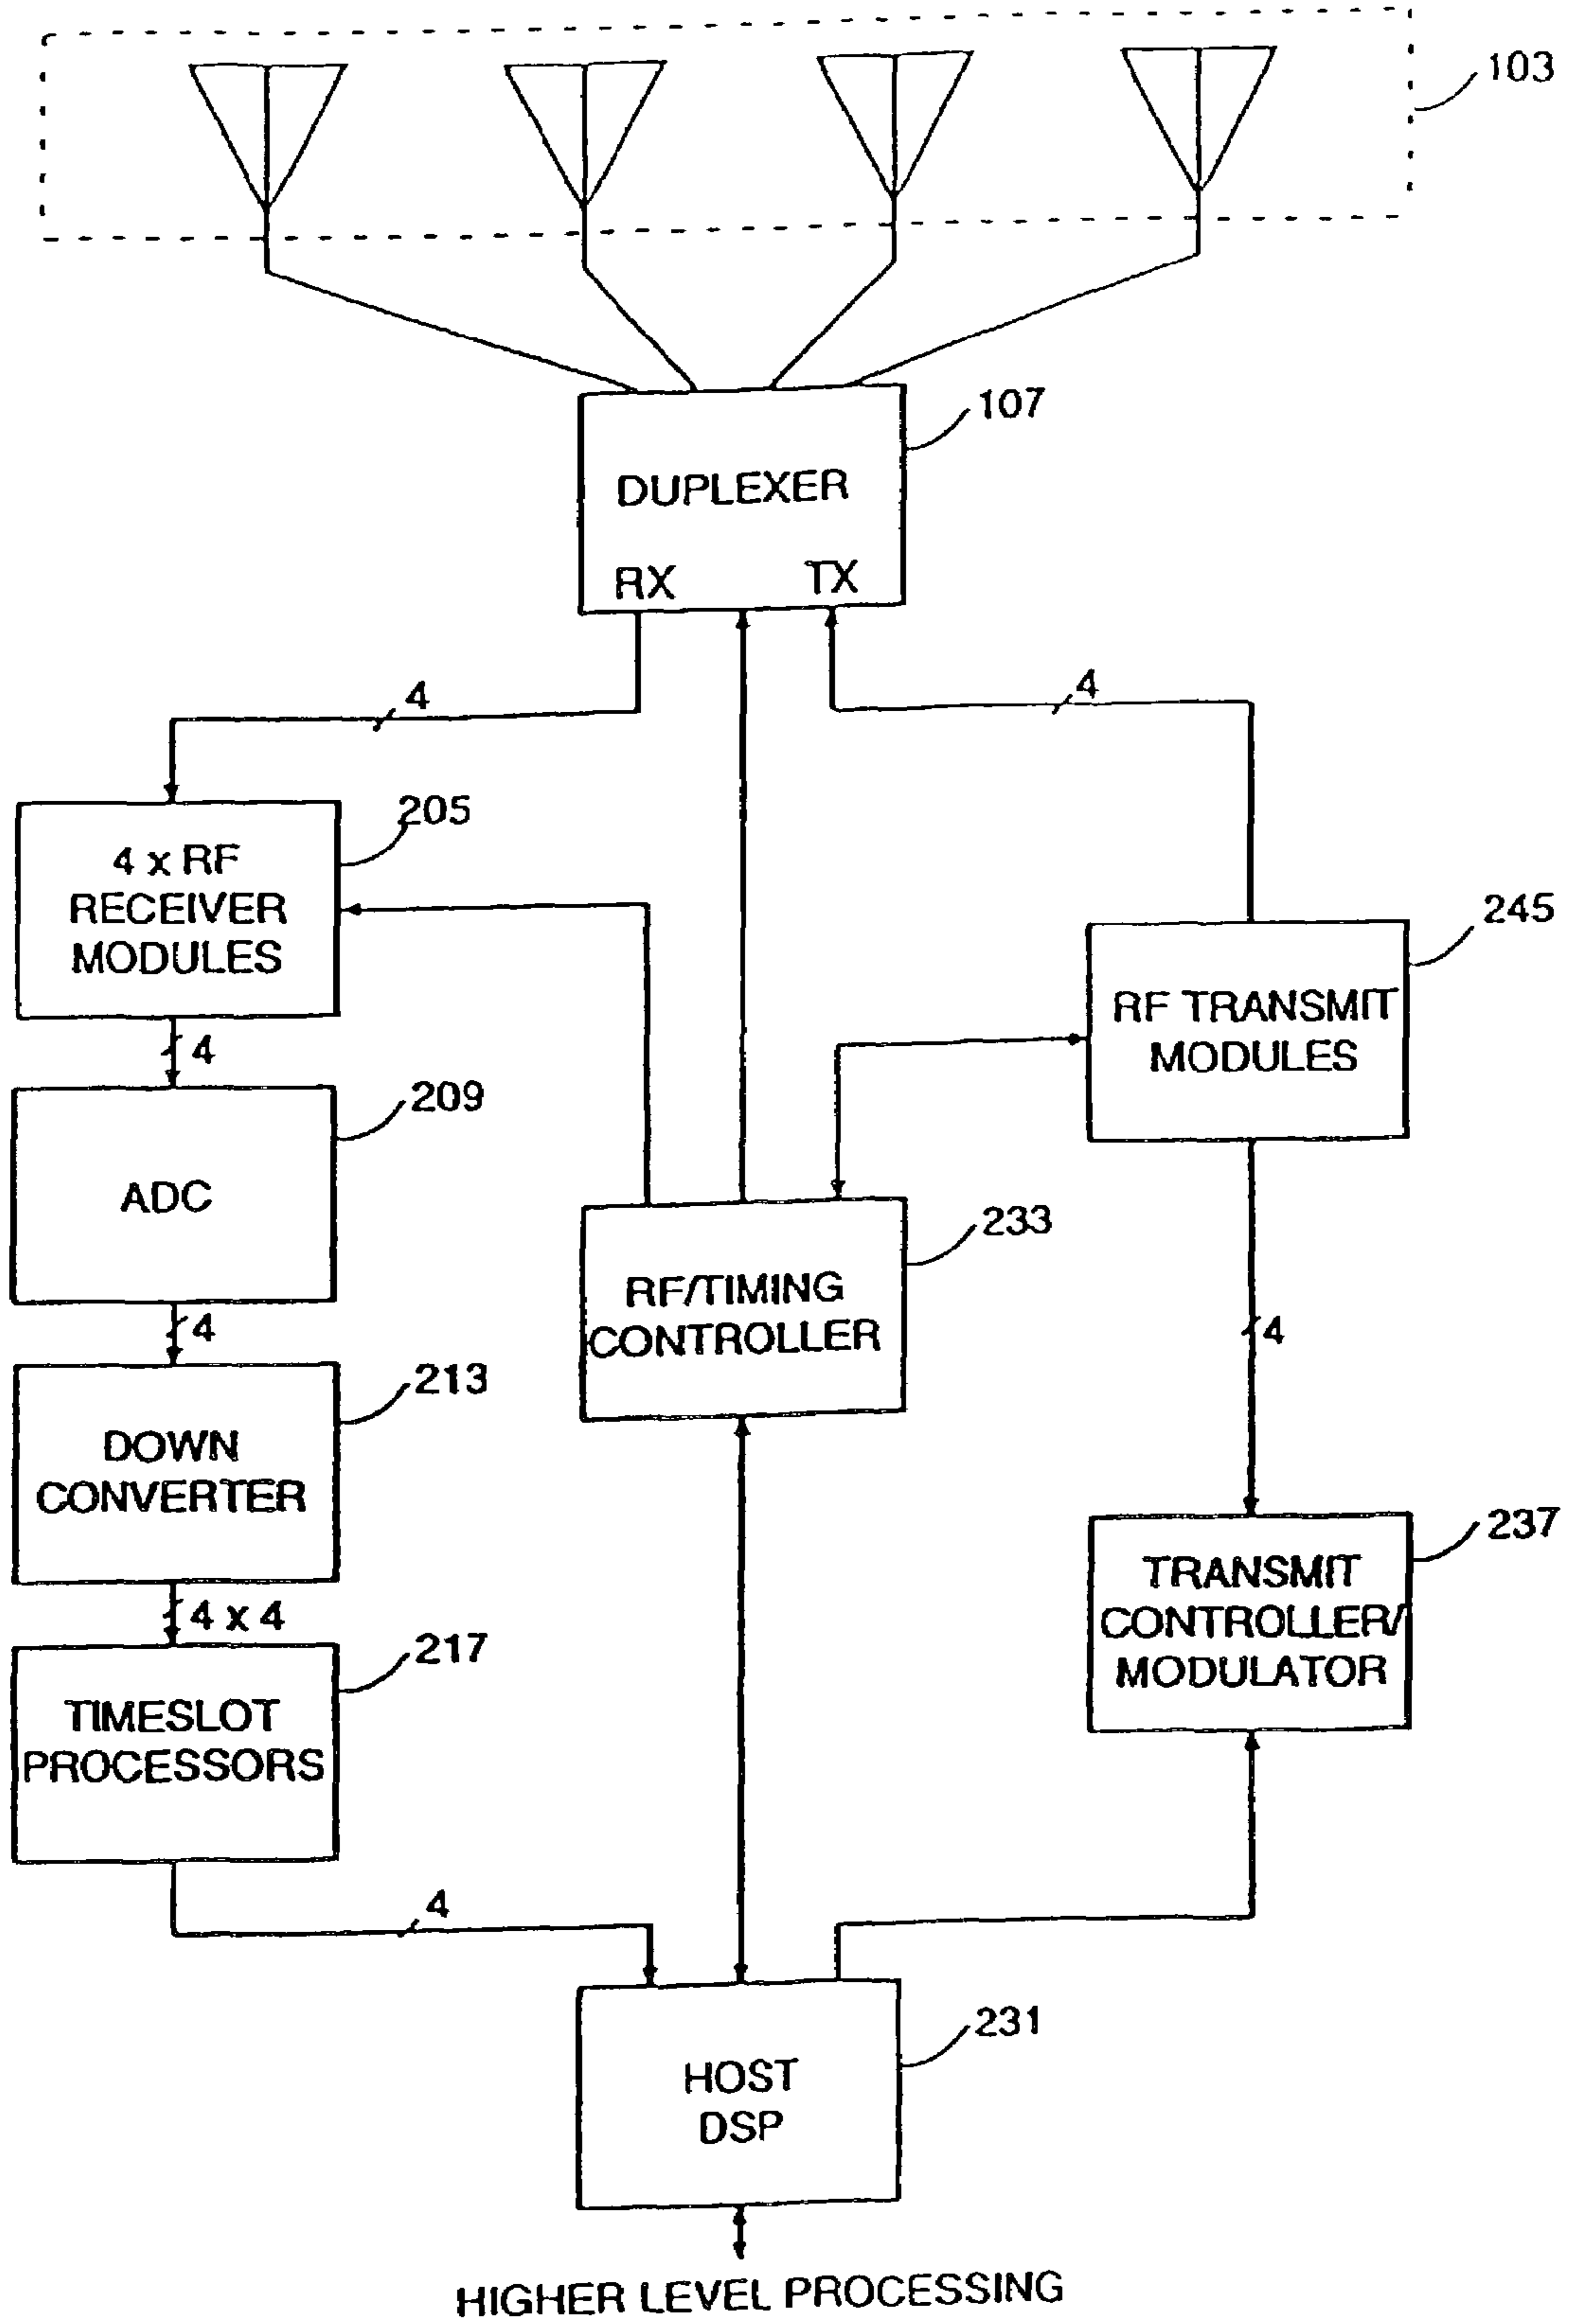 103
107
DUPLEXER
RX
TX
4
4
205
4 x RF
RECEIVER
MODULES
245
RF TRANSMIT
MODULES
4
209
ADC
233
RF/TIMING
CONTROLLER
4
4
213
DOWN
CONVERTER
237
TRANSMIT
CONTROLLER/
MODULATOR
4 x 4
217
TIMESLOT
PROCESSORS
4
231
HOST
DSP
HIGHER LEVEL PROCESSING